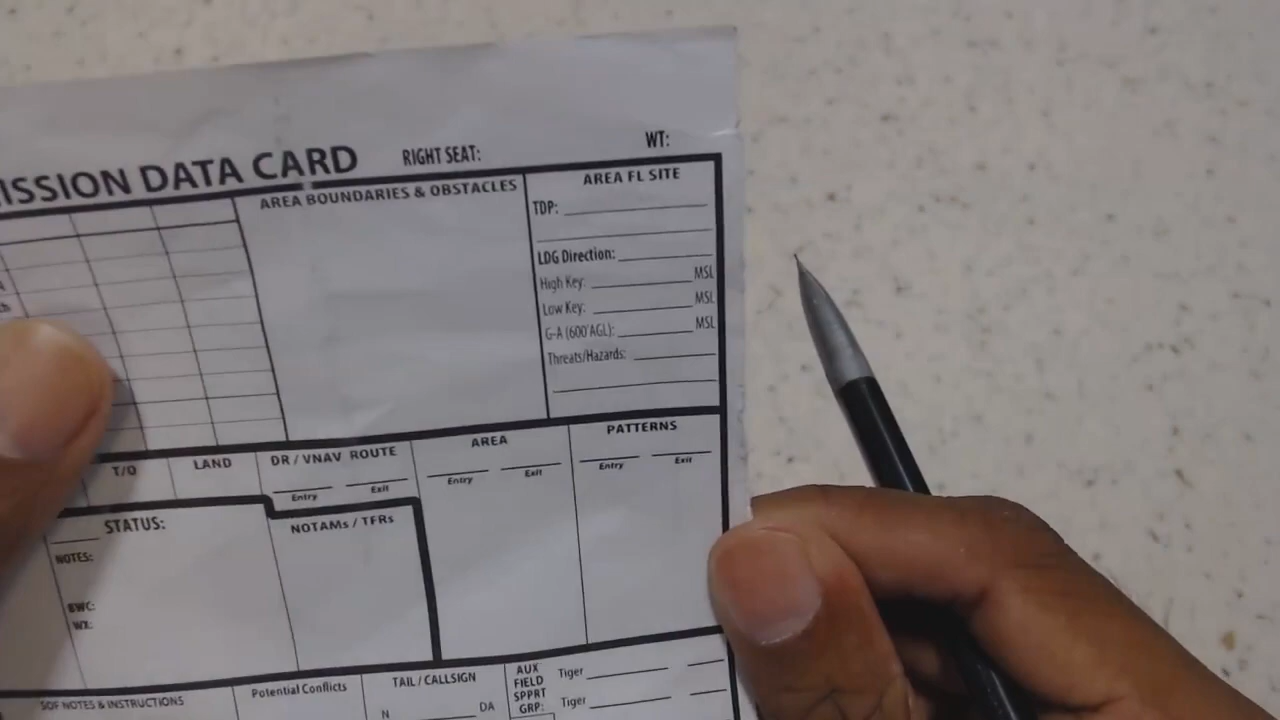 ISSION DATA CARD
RIGHT SEAT:
WT:
AREA BOUNDARIES & OBSTACLES
AREA FL SITE
TDP:
LDG Direction:
High Key: MSL
Low Key: MSL
G-A (600'AGL): MSL
Threats/Hazards:
T/O
LAND
DR / VNAV ROUTE
Entry Exit
AREA
Entry Exit
PATTERNS
Entry Exit
STATUS:
NOTES:
BWC:
WX:
NOTAMs / TFRs
SOF NOTES & INSTRUCTIONS
Potential Conflicts
TAIL / CALLSIGN
N DA
AUX
FIELD
SPPRT
GRP:
Tiger
Tiger